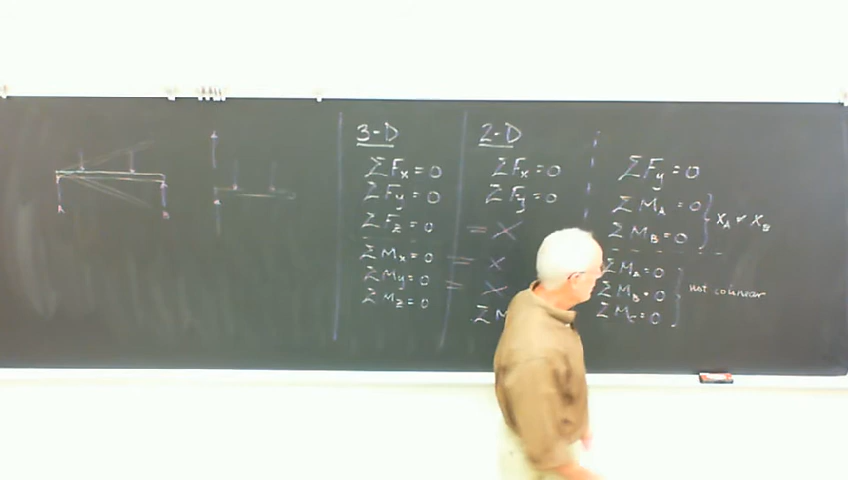 3-D
ΣFx = 0
ΣFy = 0
ΣFz = 0
ΣMx = 0
ΣMy = 0
ΣMz = 0
2-D
ΣFx = 0
ΣFy = 0
= X
= X
= X
ΣM
ΣFy = 0
ΣMA = 0
ΣMB = 0
XA ≠ XB
ΣMA = 0
ΣMB = 0
ΣMC = 0
not colinear